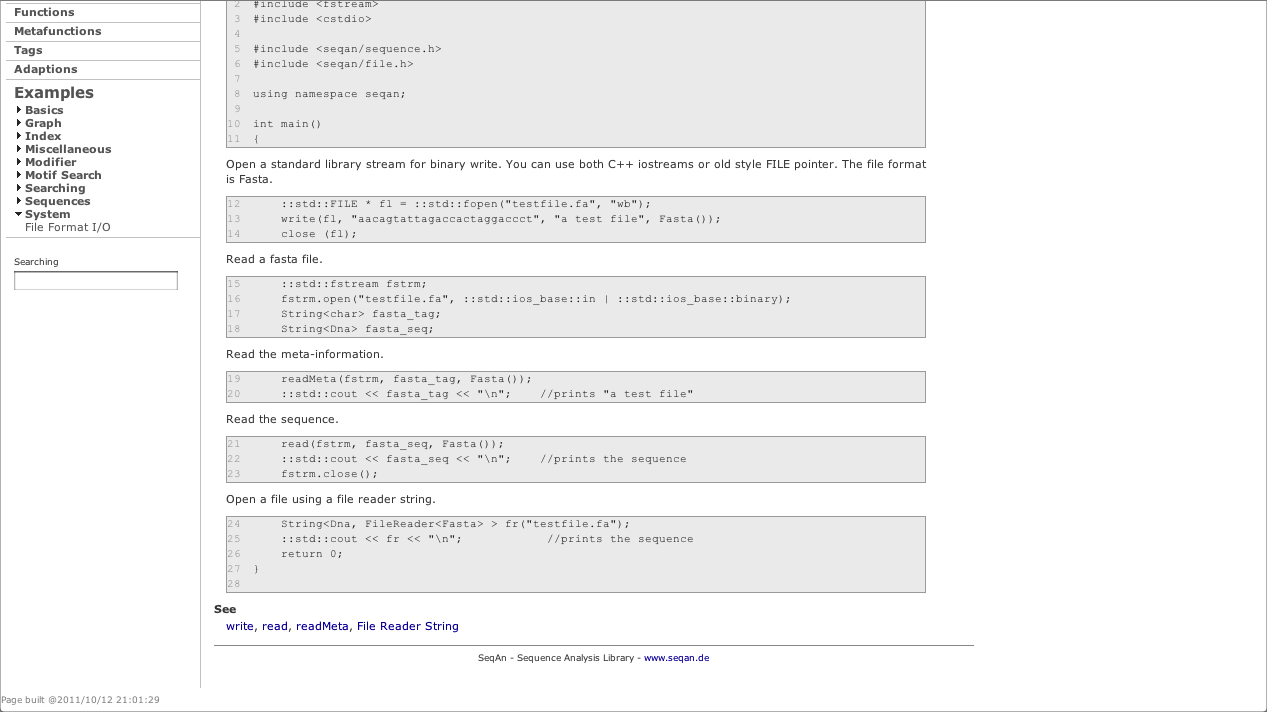 Functions
Metafunctions
Tags
Adaptions
Examples
Basics
Graph
Index
Miscellaneous
Modifier
Motif Search
Searching
Sequences
System
File Format I/O
Searching
2 #include <fstream>
3 #include <cstdio>
4
5 #include <seqan/sequence.h>
6 #include <seqan/file.h>
7
8 using namespace seqan;
9
10 int main()
11 {
Open a standard library stream for binary write. You can use both C++ iostreams or old style FILE pointer. The file format
is Fasta.
12 ::std::FILE * fl = ::std::fopen("testfile.fa", "wb");
13 write(fl, "aacagtattagaccactaggaccct", "a test file", Fasta());
14 close (fl);
Read a fasta file.
15 ::std::fstream fstrm;
16 fstrm.open("testfile.fa", ::std::ios_base::in | ::std::ios_base::binary);
17 String<char> fasta_tag;
18 String<Dna> fasta_seq;
Read the meta-information.
19 readMeta(fstrm, fasta_tag, Fasta());
20 ::std::cout << fasta_tag << "\n"; //prints "a test file"
Read the sequence.
21 read(fstrm, fasta_seq, Fasta());
22 ::std::cout << fasta_seq << "\n"; //prints the sequence
23 fstrm.close();
Open a file using a file reader string.
24 String<Dna, FileReader<Fasta> > fr("testfile.fa");
25 ::std::cout << fr << "\n"; //prints the sequence
26 return 0;
27 }
28
See
write, read, readMeta, File Reader String
SeqAn - Sequence Analysis Library - www.seqan.de
Page built @2011/10/12 21:01:29